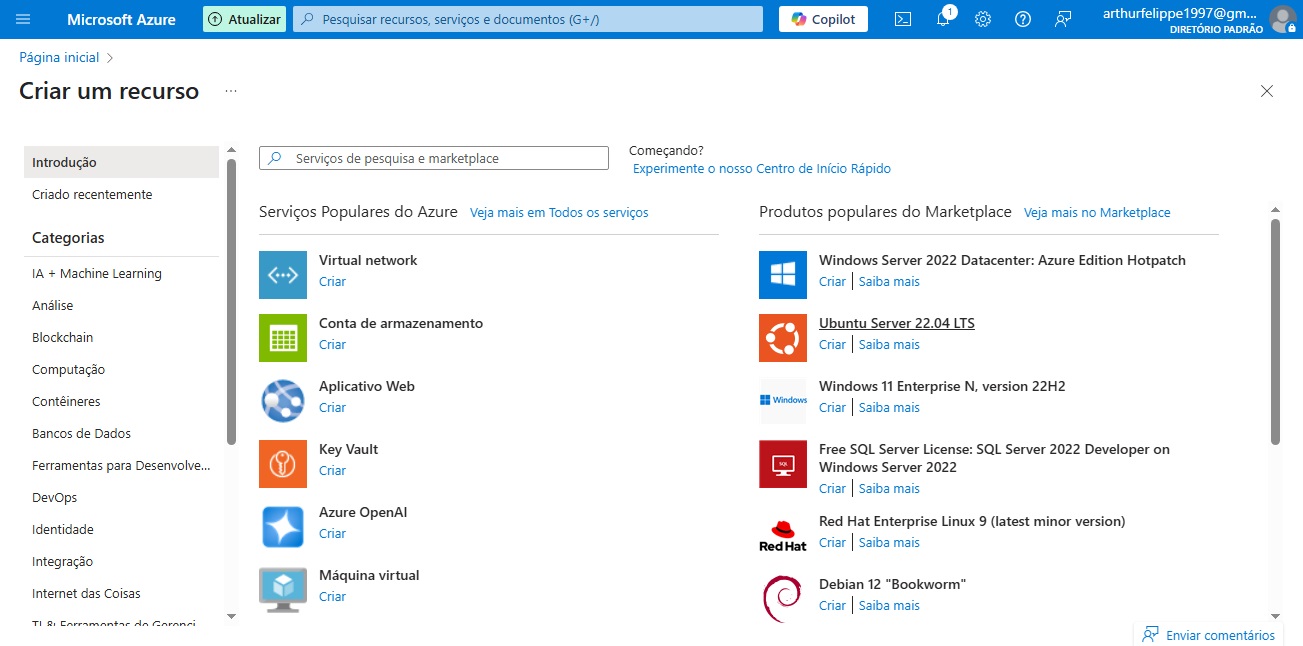 Microsoft Azure
Atualizar
Pesquisar recursos, serviços e documentos (G+/)
Copilot
1
arthurfelippe1997@gm...
DIRETÓRIO PADRÃO
Página inicial
Criar um recurso
...
Introdução
Criado recentemente
Categorias
IA + Machine Learning
Análise
Blockchain
Computação
Contêineres
Bancos de Dados
Ferramentas para Desenvolve...
DevOps
Identidade
Integração
Internet das Coisas
TI & Ferramentas de Gerenci...
Serviços de pesquisa e marketplace
Começando?
Experimente o nosso Centro de Início Rápido
Serviços Populares do Azure Veja mais em Todos os serviços
Virtual network
Criar
Conta de armazenamento
Criar
Aplicativo Web
Criar
Key Vault
Criar
Azure OpenAI
Criar
Máquina virtual
Criar
Produtos populares do Marketplace Veja mais no Marketplace
Windows Server 2022 Datacenter: Azure Edition Hotpatch
Criar | Saiba mais
Ubuntu Server 22.04 LTS
Criar | Saiba mais
Windows
Windows 11 Enterprise N, version 22H2
Criar | Saiba mais
SQL
Free SQL Server License: SQL Server 2022 Developer on
Windows Server 2022
Criar | Saiba mais
Red Hat
Red Hat Enterprise Linux 9 (latest minor version)
Criar | Saiba mais
Debian 12 "Bookworm"
Criar | Saiba mais
Enviar comentários